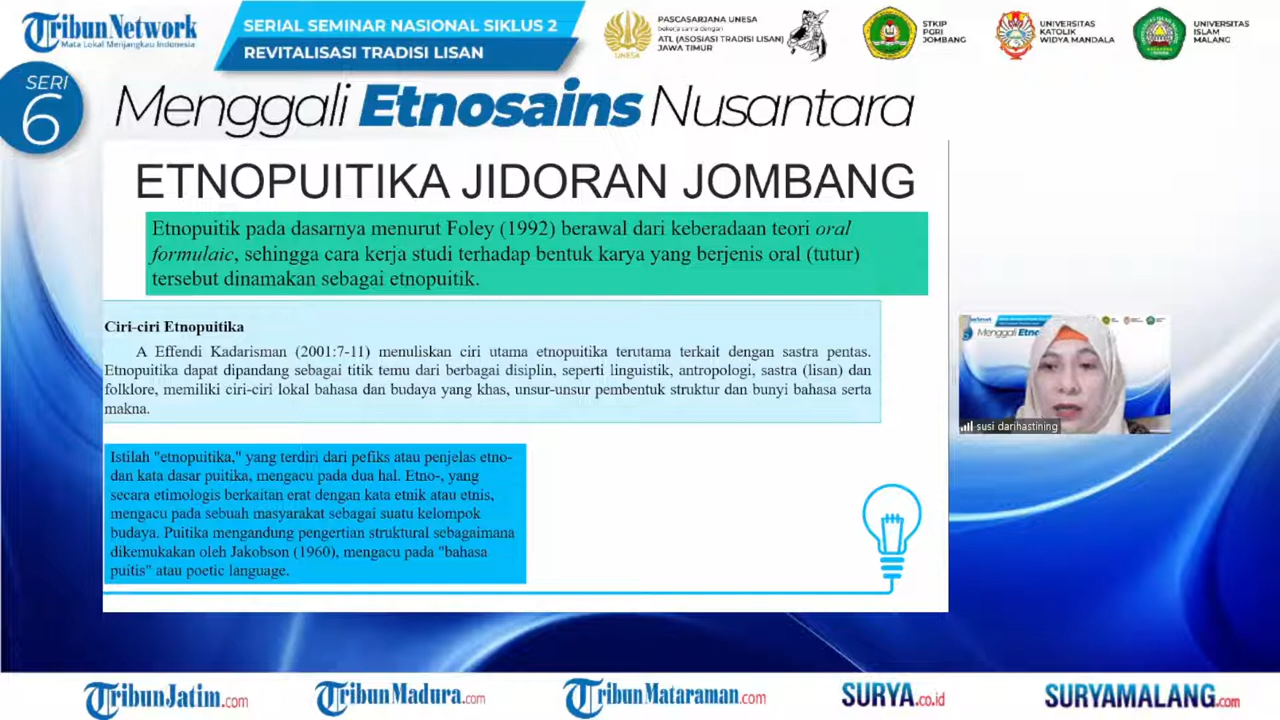 Tribun Network
Mata Lokal Menjangkau Indonesia
SERIAL SEMINAR NASIONAL SIKLUS 2
REVITALISASI TRADISI LISAN
UNESA
PASCASARJANA UNESA
bekerja sama dengan
ATL (ASOSIASI TRADISI LISAN)
JAWA TIMUR
STKIP
PGRI
JOMBANG
UNIVERSITAS
KATOLIK
WIDYA MANDALA
UNIVERSITAS
ISLAM
MALANG
SERI
6
Menggali Etnosains Nusantara
ETNOPUITIKA JIDORAN JOMBANG
Etnopuitik pada dasarnya menurut Foley (1992) berawal dari keberadaan teori oral
formulaic, sehingga cara kerja studi terhadap bentuk karya yang berjenis oral (tutur)
tersebut dinamakan sebagai etnopuitik.
Ciri-ciri Etnopuitika
A Effendi Kadarisman (2001:7-11) menuliskan ciri utama etnopuitika terutama terkait dengan sastra pentas.
Etnopuitika dapat dipandang sebagai titik temu dari berbagai disiplin, seperti linguistik, antropologi, sastra (lisan) dan
folklore, memiliki ciri-ciri lokal bahasa dan budaya yang khas, unsur-unsur pembentuk struktur dan bunyi bahasa serta
makna.
susi darihastining
Istilah "etnopuitika," yang terdiri dari pefiks atau penjelas etno-
dan kata dasar puitika, mengacu pada dua hal. Etno-, yang
secara etimologis berkaitan erat dengan kata etnik atau etnis,
mengacu pada sebuah masyarakat sebagai suatu kelompok
budaya. Puitika mengandung pengertian struktural sebagaimana
dikemukakan oleh Jakobson (1960), mengacu pada "bahasa
puitis" atau poetic language.
TribunJatim.com
TribunMadura.com
TribunMataraman.com
SURYA.co.id
SURYAMALANG.com